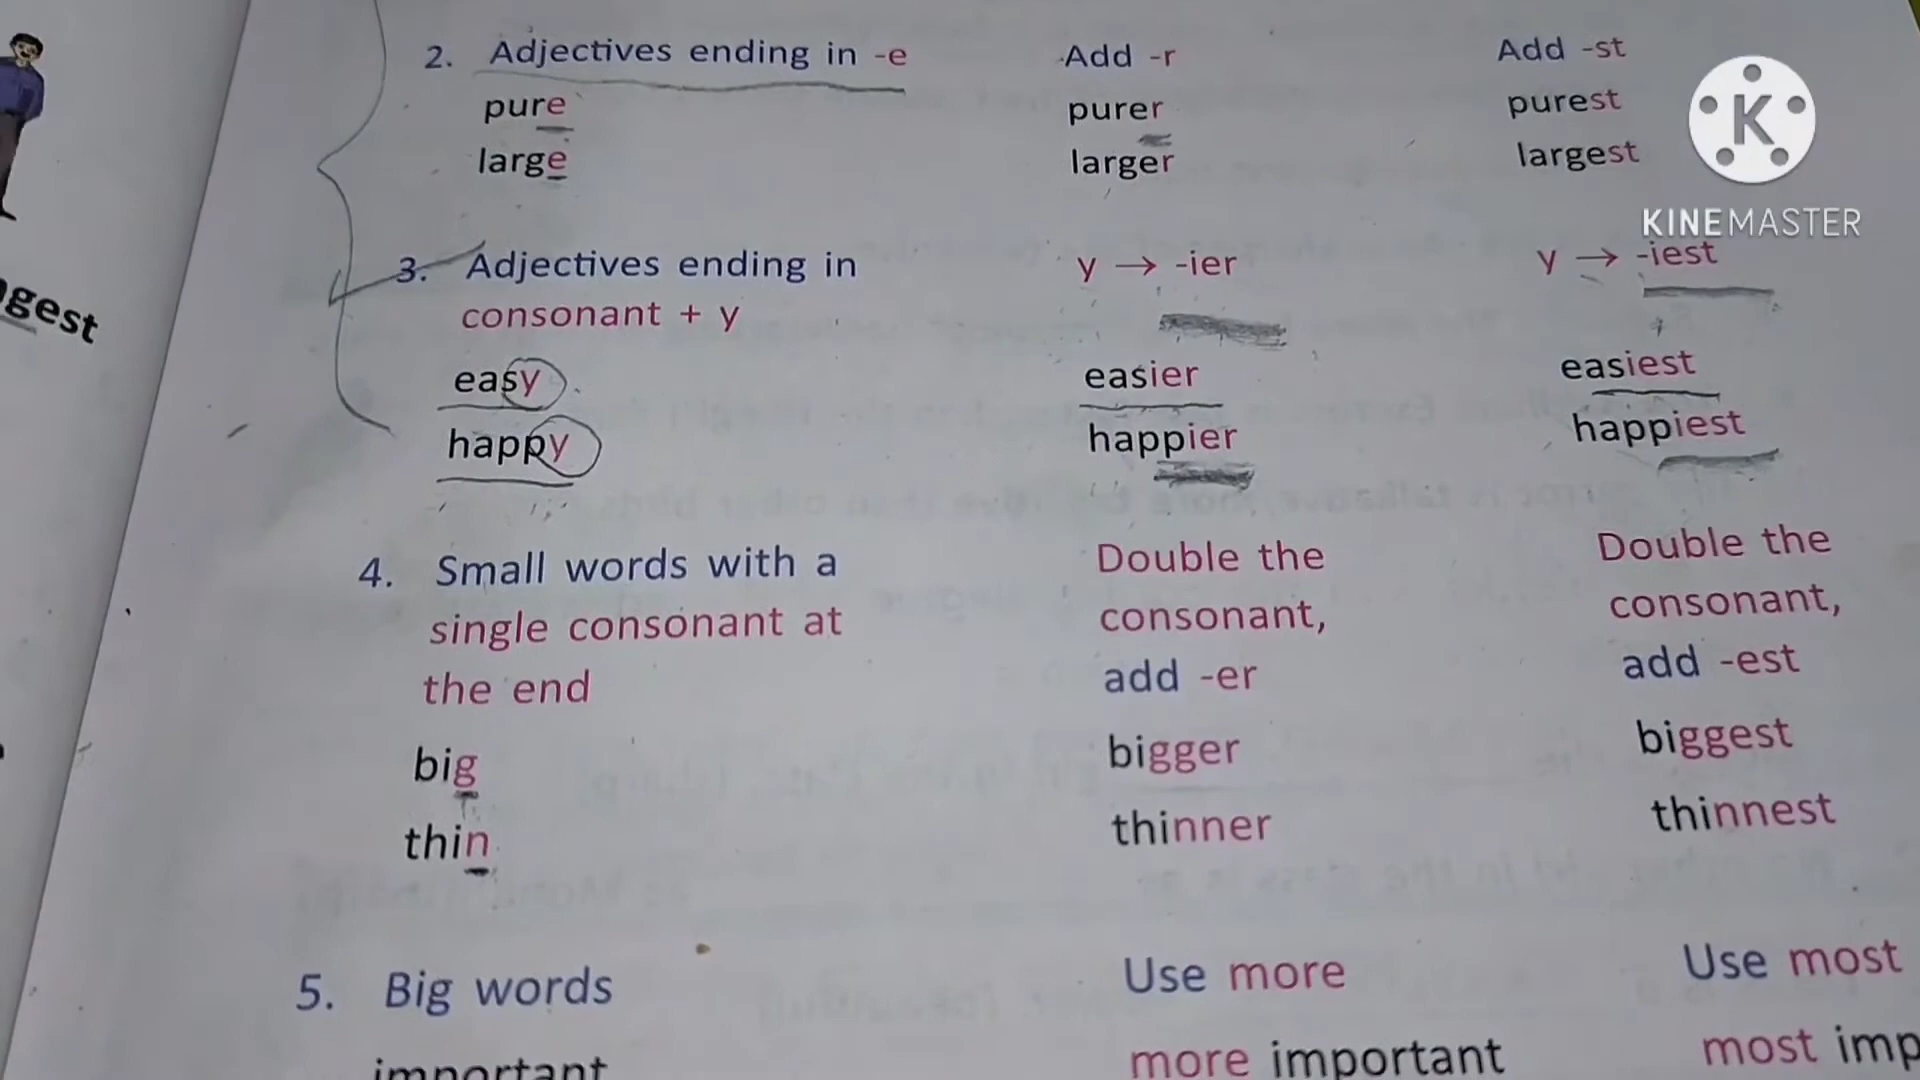 2. Adjectives ending in -e Add -r Add -st
pure purer purest
large larger largest
KINEMASTER
3. Adjectives ending in y → -ier y → -iest
consonant + y
easy easier easiest
happy happier happiest
gest
4. Small words with a Double the Double the
single consonant at consonant, consonant,
the end add -er add -est
big bigger biggest
thin thinner thinnest
5. Big words Use more Use most
important more important most imp